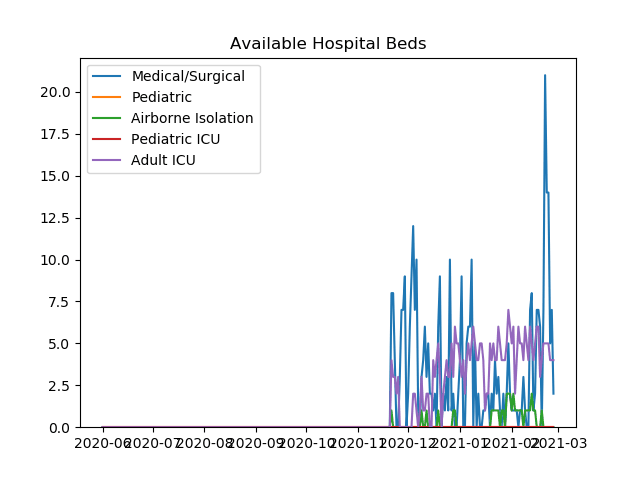 Available Hospital Beds
Medical/Surgical
Pediatric
Airborne Isolation
Pediatric ICU
Adult ICU
20.0
17.5
15.0
12.5
10.0
7.5
5.0
2.5
0.0
2020-06 2020-07 2020-08 2020-09 2020-10 2020-11 2020-12 2021-01 2021-02 2021-03